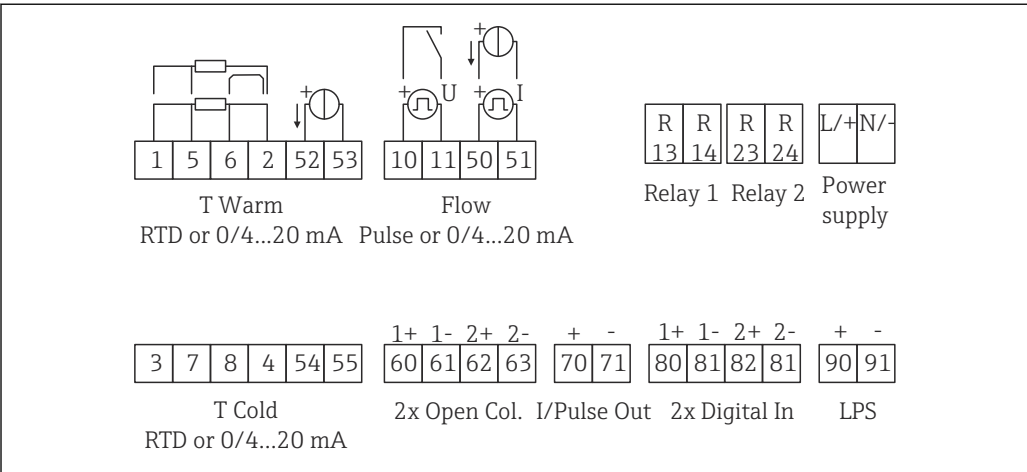 + U + I
+
+
1 5 6 2 52 53
10 11 50 51
R R R R L/+ N/-
13 14 23 24
T Warm
RTD or 0/4...20 mA
Flow
Pulse or 0/4...20 mA
Relay 1 Relay 2
Power
supply
1+ 1- 2+ 2-
+ -
1+ 1- 2+ 2-
+ -
3 7 8 4 54 55
60 61 62 63
70 71
80 81 82 81
90 91
T Cold
RTD or 0/4...20 mA
2x Open Col.
I/Pulse Out
2x Digital In
LPS